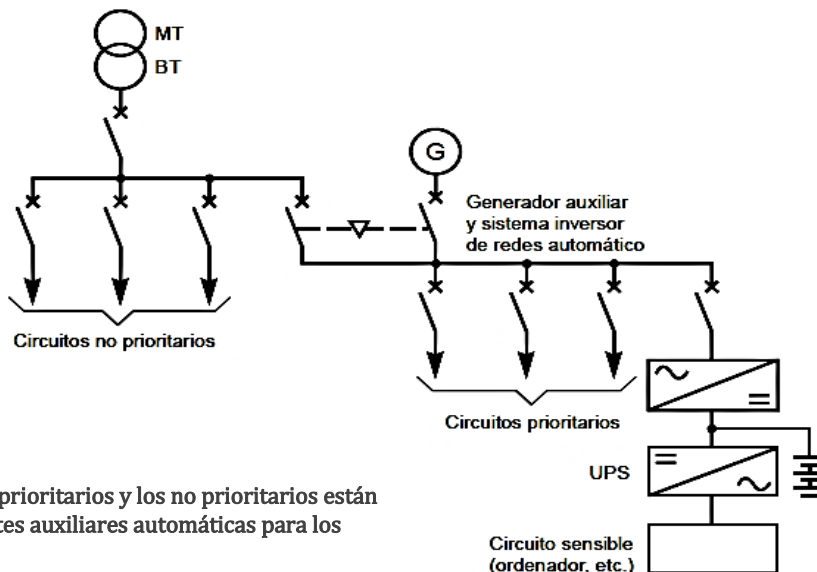 MT
BT
G
Generador auxiliar
y sistema inversor
de redes automático
Circuitos no prioritarios
Circuitos prioritarios
UPS
prioritarios y los no prioritarios están
tes auxiliares automáticas para los
Circuito sensible
(ordenador, etc.)